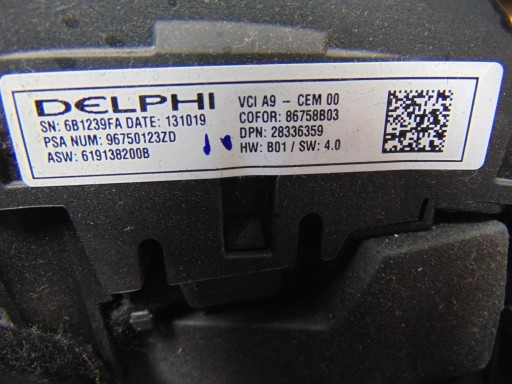 DELPHI
SN: 6B1239FA DATE: 131019
PSA NUM: 96750123ZD
ASW: 619138200B
VCI A9 - CEM 00
COFOR: 86758B03
DPN: 28336359
HW: B01 / SW: 4.0